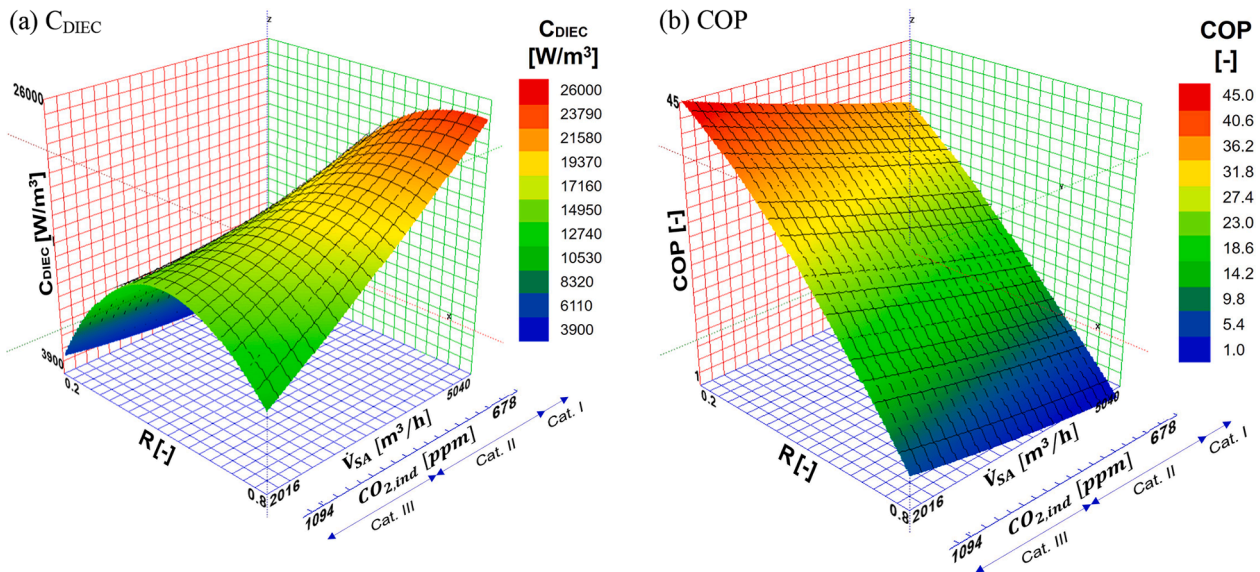 (a) C_DIEC
z
C_DIEC
[W/m³]
26000
23790
21580
19370
17160
14950
12740
10530
8320
6110
3900
26000
C_DIEC [W/m³]
3900
0.2
R [-]
0.8
2016
V̇_SA [m³/h]
5040
X
1094
CO_2,ind [ppm]
678
Cat. III
Cat. II
Cat. I
(b) COP
z
COP
[-]
45.0
40.6
36.2
31.8
27.4
23.0
18.6
14.2
9.8
5.4
1.0
45
COP [-]
1
0.2
R [-]
0.8
2016
V̇_SA [m³/h]
5040
Y
X
1094
CO_2,ind [ppm]
678
Cat. III
Cat. II
Cat. I